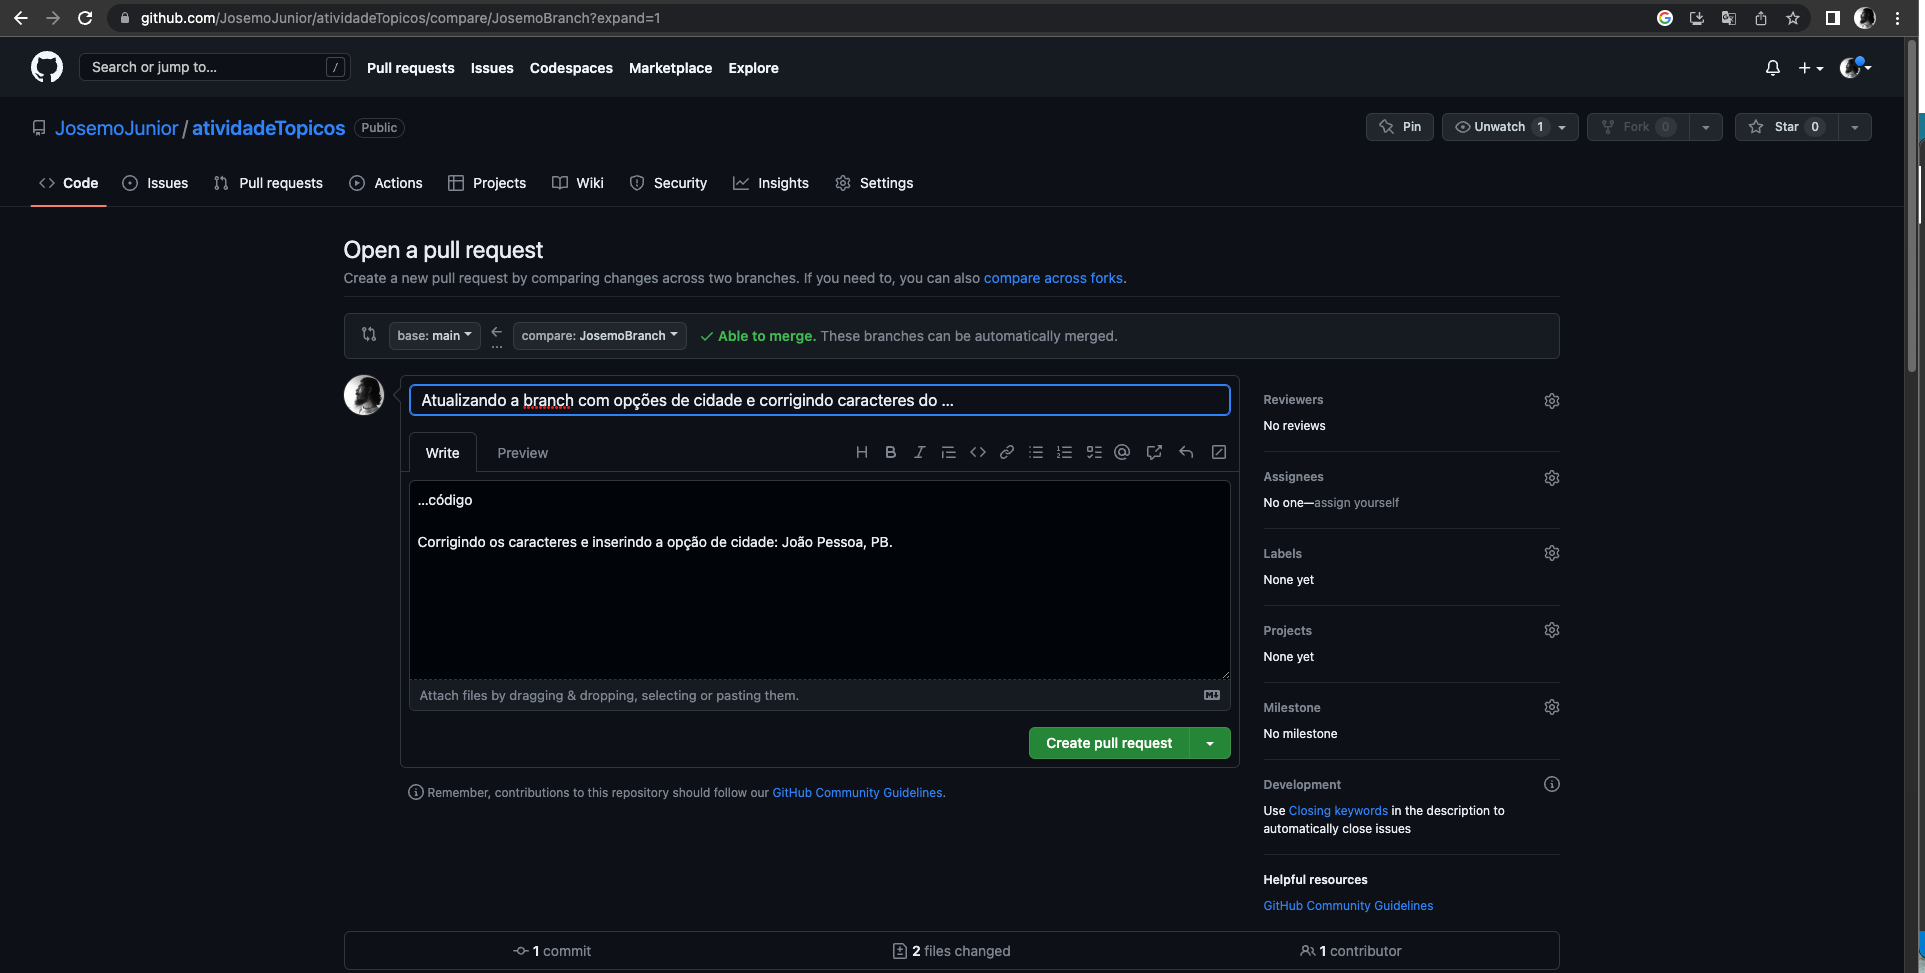 github.com/JosemoJunior/atividadeTopicos/compare/JosemoBranch?expand=1
Search or jump to... /
Pull requests Issues Codespaces Marketplace Explore
JosemoJunior / atividadeTopicos Public
Pin Unwatch 1 Fork 0 Star 0
Code Issues Pull requests Actions Projects Wiki Security Insights Settings
Open a pull request
Create a new pull request by comparing changes across two branches. If you need to, you can also compare across forks.
base: main compare: JosemoBranch Able to merge. These branches can be automatically merged.
Atualizando a branch com opções de cidade e corrigindo caracteres do ...
Write Preview
...código
Corrigindo os caracteres e inserindo a opção de cidade: João Pessoa, PB.
Attach files by dragging & dropping, selecting or pasting them.
Create pull request
Remember, contributions to this repository should follow our GitHub Community Guidelines.
Reviewers
No reviews
Assignees
No one—assign yourself
Labels
None yet
Projects
None yet
Milestone
No milestone
Development
Use Closing keywords in the description to
automatically close issues
Helpful resources
GitHub Community Guidelines
1 commit 2 files changed 1 contributor